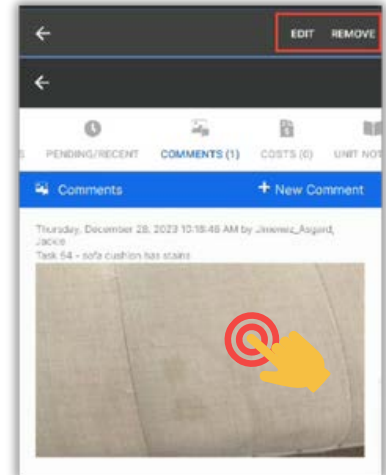 EDIT REMOVE
S PENDING/RECENT COMMENTS (1) COSTS (0) UNIT NOT
Comments + New Comment
Thursday, December 28, 2023 10:18:48 AM by Jimenez_Asgard,
Jackie
Task 54 - sofa cushion has stains